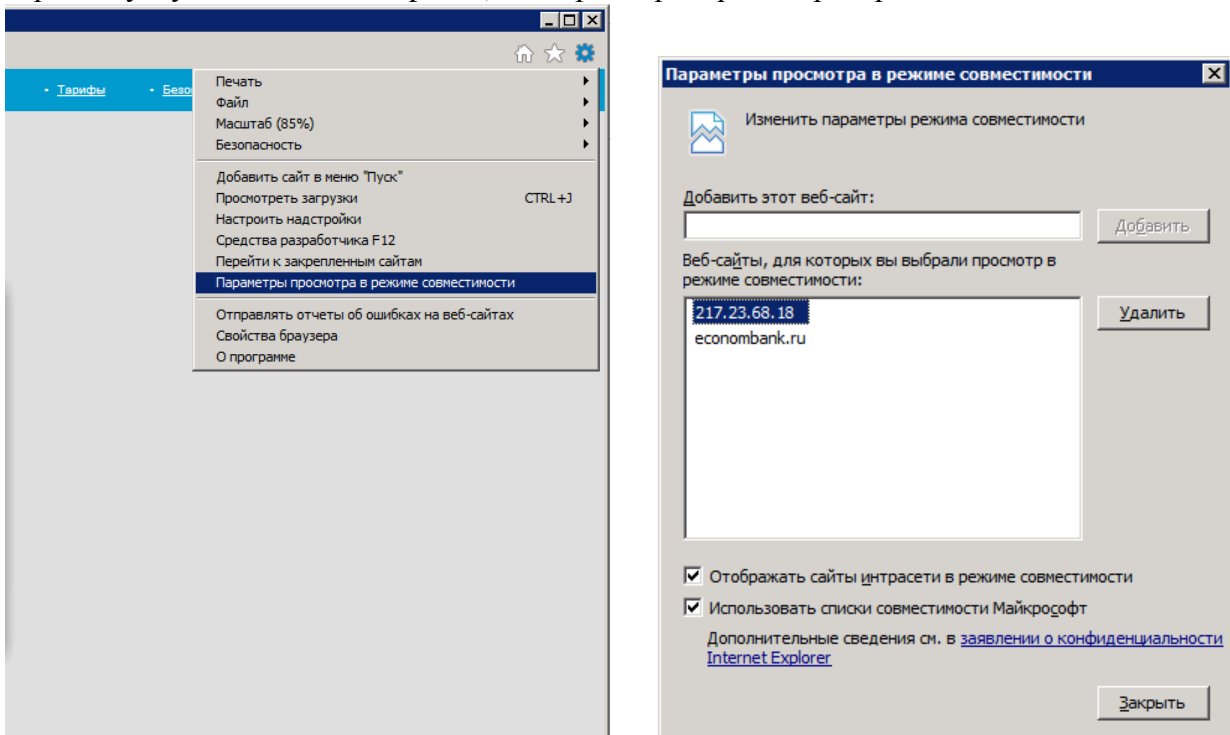 • Тарифы
• Безо
Печать
Файл
Масштаб (85%)
Безопасность
Добавить сайт в меню "Пуск"
Просмотреть загрузки CTRL+J
Настроить надстройки
Средства разработчика F12
Перейти к закрепленным сайтам
Параметры просмотра в режиме совместимости
Отправлять отчеты об ошибках на веб-сайтах
Свойства браузера
О программе
Параметры просмотра в режиме совместимости
Изменить параметры режима совместимости
Добавить этот веб-сайт:
Добавить
Веб-сайты, для которых вы выбрали просмотр в
режиме совместимости:
217.23.68.18
econombank.ru
Удалить
Отображать сайты интрасети в режиме совместимости
Использовать списки совместимости Майкрософт
Дополнительные сведения см. в заявлении о конфиденциальности
Internet Explorer
Закрыть